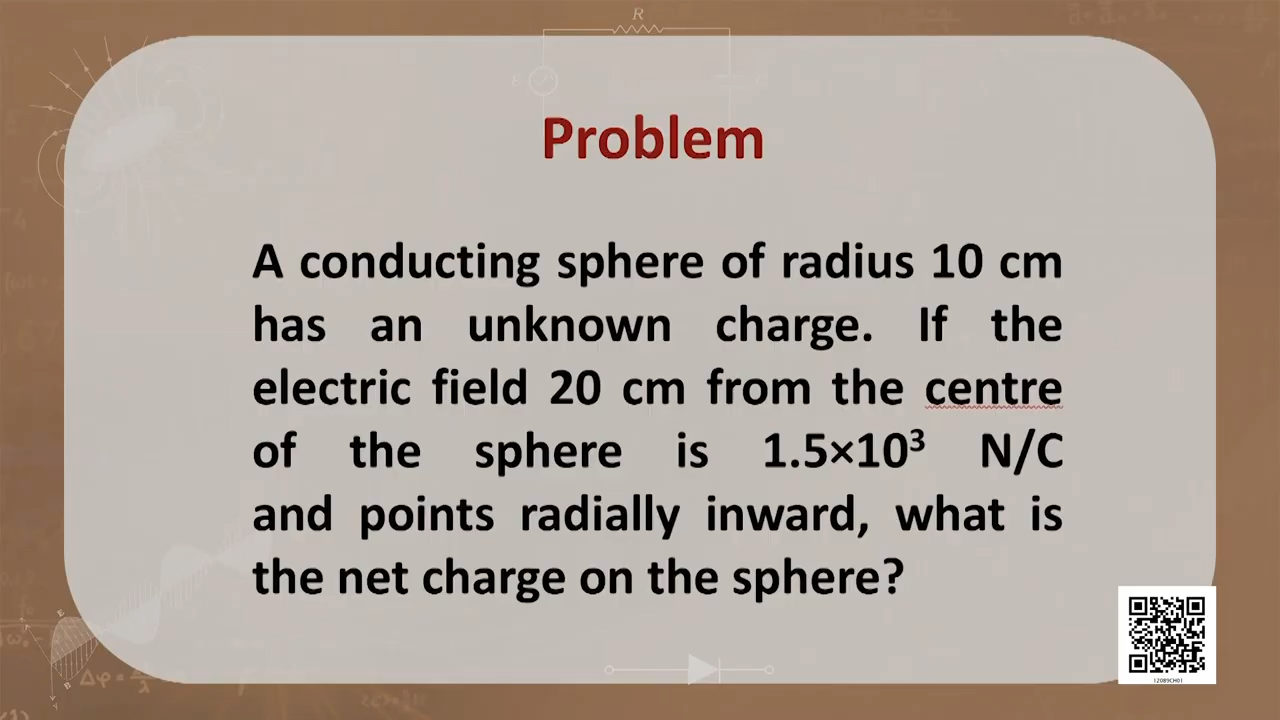 R
Problem
A conducting sphere of radius 10 cm
has an unknown charge. If the
electric field 20 cm from the centre
of the sphere is 1.5×10³ N/C
and points radially inward, what is
the net charge on the sphere?
12089CH01